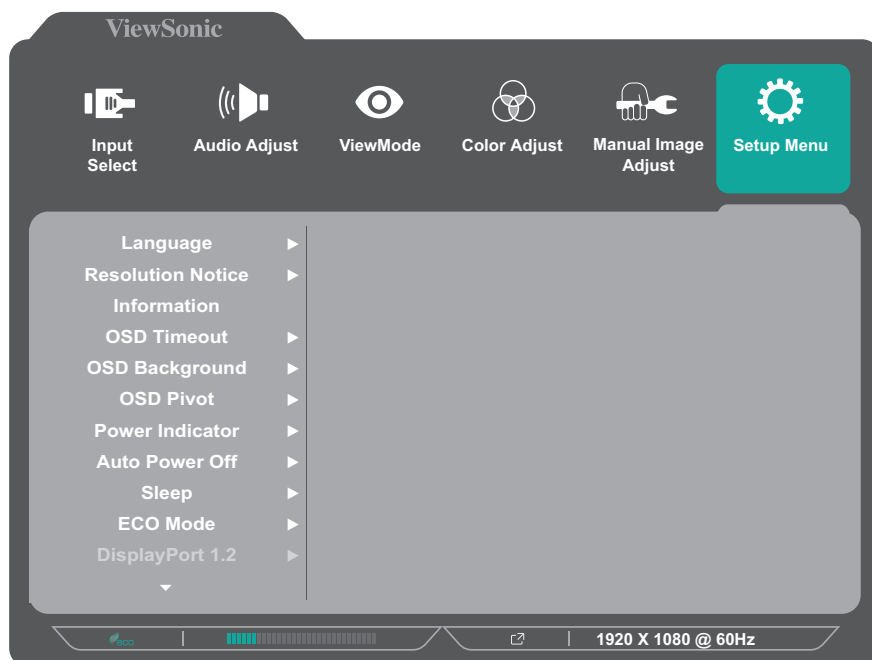 ViewSonic
Input
Select
Audio Adjust
ViewMode
Color Adjust
Manual Image
Adjust
Setup Menu
Language
Resolution Notice
Information
OSD Timeout
OSD Background
OSD Pivot
Power Indicator
Auto Power Off
Sleep
ECO Mode
DisplayPort 1.2
eco
1920 X 1080 @ 60Hz